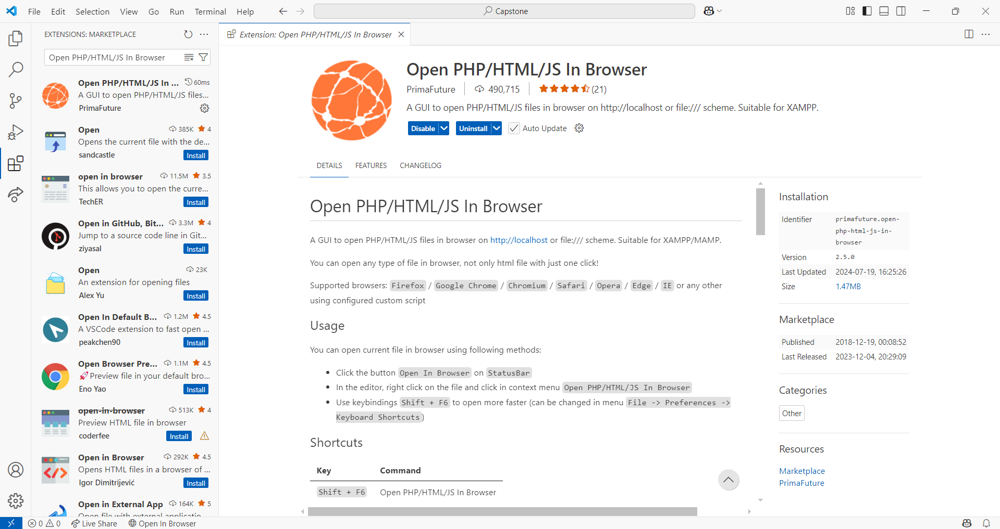 File Edit Selection View Go Run Terminal Help
Capstone
EXTENSIONS: MARKETPLACE
Open PHP/HTML/JS In Browser
Open PHP/HTML/JS In ... 60ms
A GUI to open PHP/HTML/JS files...
PrimaFuture
Open 385K 4
Opens the current file with the de...
sandcastle Install
open in browser 11.5M 3.5
This allows you to open the curre...
TechER Install
Open in GitHub, Bit... 3.3M 4
Jump to a source code line in Git...
ziyasal Install
Open 23K
An extension for opening files
Alex Yu Install
Open In Default B... 1.2M 4.5
A VSCode extension to fast open ...
peakchen90 Install
Open Browser Pre... 1.1M 4.5
🚀Preview file in your default bro...
Eno Yao Install
open-in-browser 513K 4
Preview HTML file in browser
coderfee Install
Open in Browser 292K 4.5
Opens HTML files in a browser of ...
Igor Dimitrijević Install
Open in External App 164K 5
Open file with external applicatio...
Extension: Open PHP/HTML/JS In Browser
Open PHP/HTML/JS In Browser
PrimaFuture 490,715 (21)
A GUI to open PHP/HTML/JS files in browser on http://localhost or file:/// scheme. Suitable for XAMPP.
Disable Uninstall Auto Update
DETAILS FEATURES CHANGELOG
Open PHP/HTML/JS In Browser
A GUI to open PHP/HTML/JS files in browser on http://localhost or file:/// scheme. Suitable for XAMPP/MAMP.
You can open any type of file in browser, not only html file with just one click!
Supported browsers: Firefox / Google Chrome / Chromium / Safari / Opera / Edge / IE or any other
using configured custom script
Usage
You can open current file in browser using following methods:
• Click the button Open In Browser on StatusBar
• In the editor, right click on the file and click in context menu Open PHP/HTML/JS In Browser
• Use keybindings Shift + F6 to open more faster (can be changed in menu File -> Preferences ->
Keyboard Shortcuts)
Shortcuts
Key Command
Shift + F6 Open PHP/HTML/JS In Browser
Installation
Identifier primafuture.open-
php-html-js-in-
browser
Version 2.5.0
Last Updated 2024-07-19, 16:25:26
Size 1.47MB
Marketplace
Published 2018-12-19, 00:08:52
Last Released 2023-12-04, 20:29:09
Categories
Other
Resources
Marketplace
PrimaFuture
0 0 Live Share Open In Browser